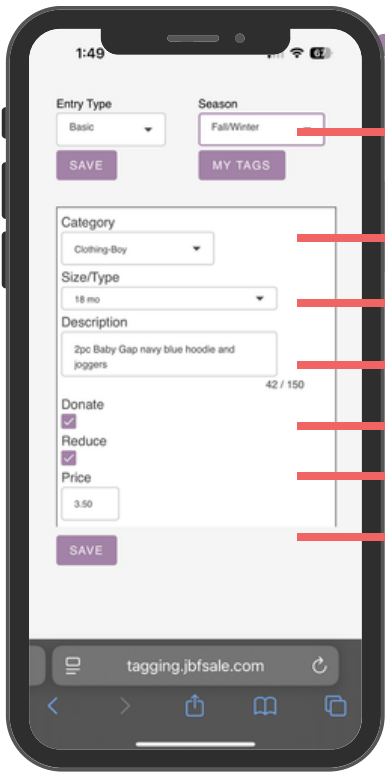 1:49
67
Entry Type
Season
Basic
Fall/Winter
SAVE
MY TAGS
Category
Clothing-Boy
Size/Type
18 mo
Description
2pc Baby Gap navy blue hoodie and
joggers
42 / 150
Donate
Reduce
Price
3.50
SAVE
tagging.jbfsale.com